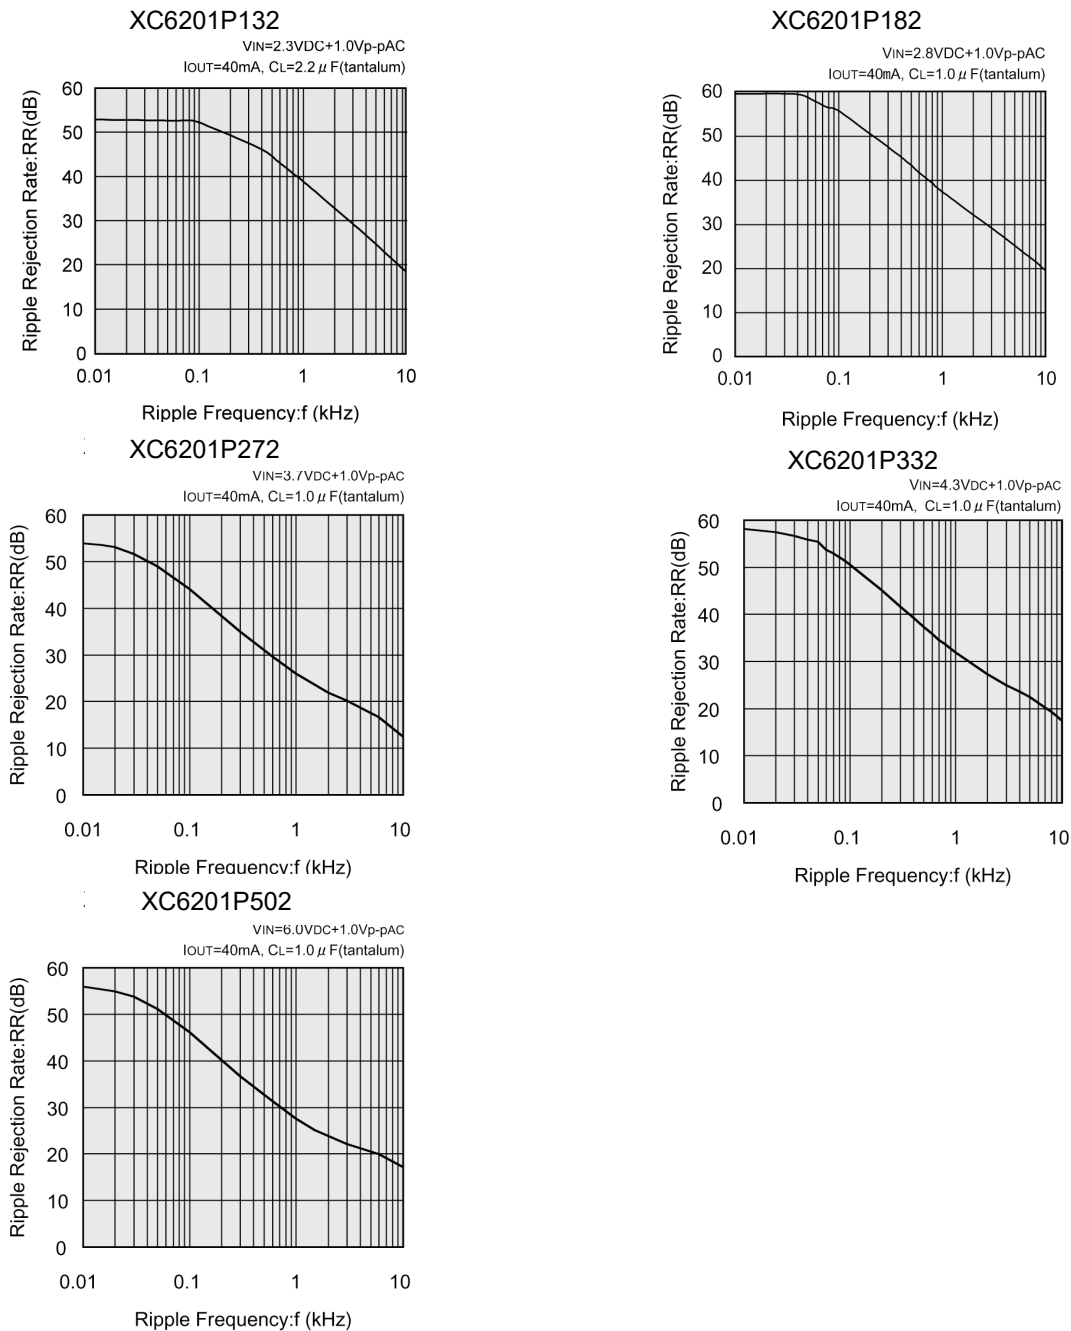 XC6201P132
VIN=2.3VDC+1.0Vp-pAC
IOUT=40mA, CL=2.2μF(tantalum)
Ripple Rejection Rate:RR(dB)
60
50
40
30
20
10
0
0.01 0.1 1 10
Ripple Frequency:f (kHz)
XC6201P182
VIN=2.8VDC+1.0Vp-pAC
IOUT=40mA, CL=1.0μF(tantalum)
Ripple Rejection Rate:RR(dB)
60
50
40
30
20
10
0
0.01 0.1 1 10
Ripple Frequency:f (kHz)
XC6201P272
VIN=3.7VDC+1.0Vp-pAC
IOUT=40mA, CL=1.0μF(tantalum)
Ripple Rejection Rate:RR(dB)
60
50
40
30
20
10
0
0.01 0.1 1 10
Ripple Frequency:f (kHz)
XC6201P332
VIN=4.3VDC+1.0Vp-pAC
IOUT=40mA, CL=1.0μF(tantalum)
Ripple Rejection Rate:RR(dB)
60
50
40
30
20
10
0
0.01 0.1 1 10
Ripple Frequency:f (kHz)
XC6201P502
VIN=6.0VDC+1.0Vp-pAC
IOUT=40mA, CL=1.0μF(tantalum)
Ripple Rejection Rate:RR(dB)
60
50
40
30
20
10
0
0.01 0.1 1 10
Ripple Frequency:f (kHz)